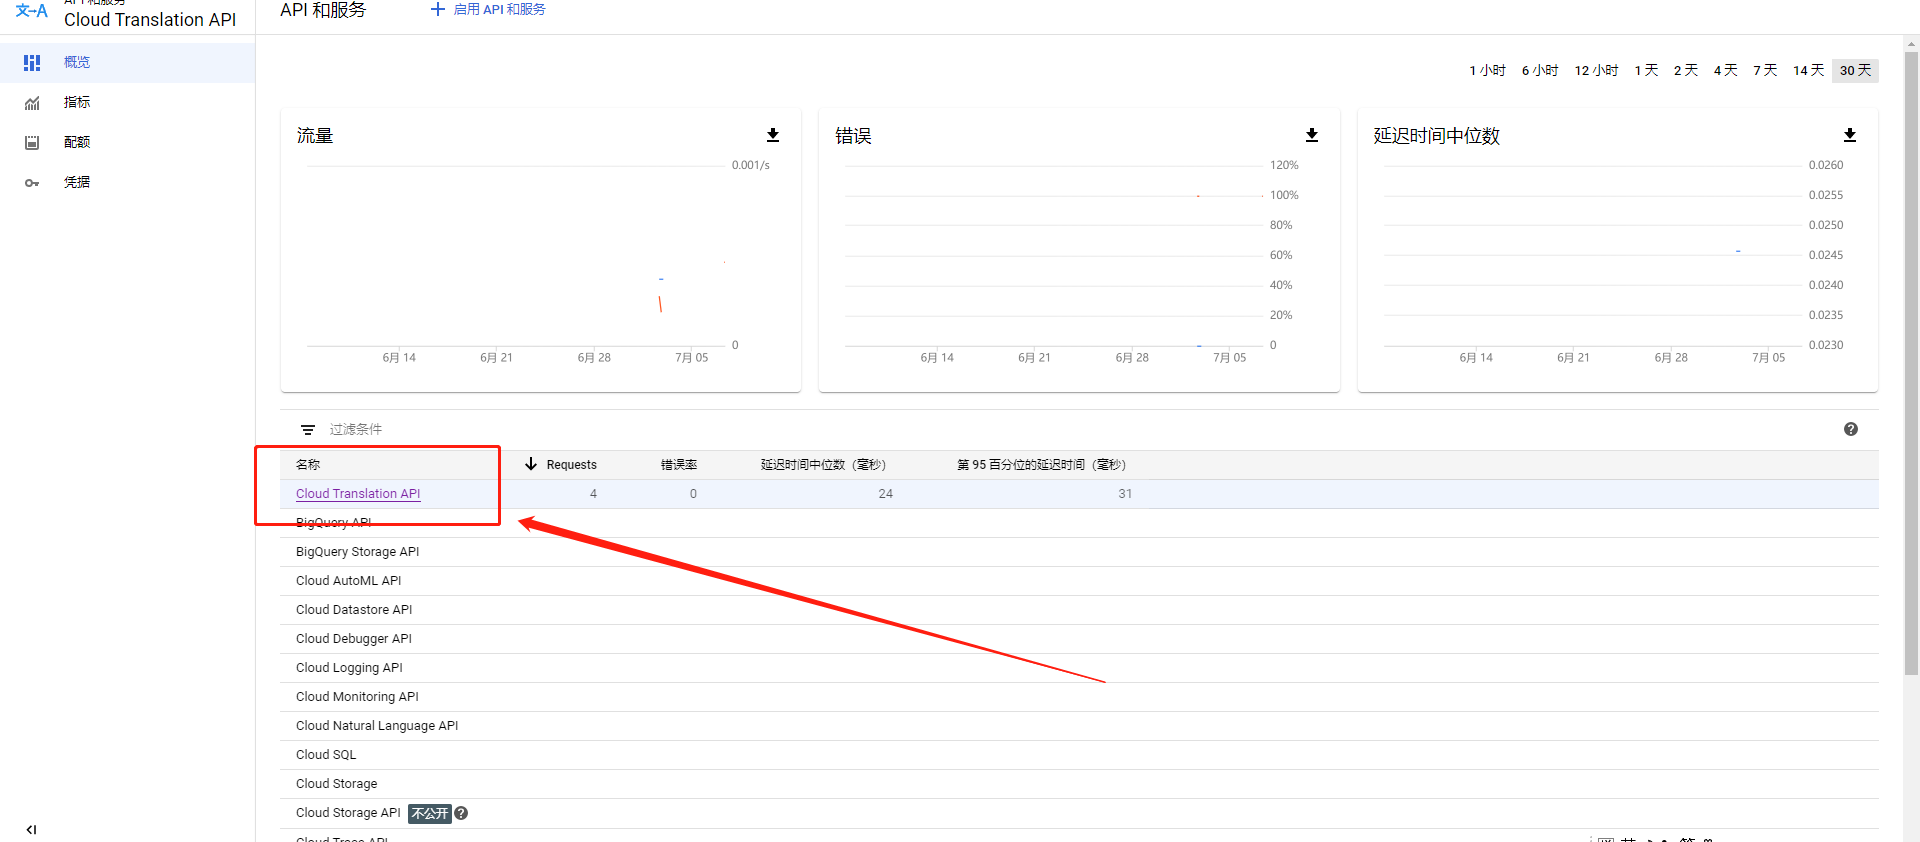 API 和服务
Cloud Translation API
概览
指标
配额
凭据
API 和服务
启用 API 和服务
1 小时 6 小时 12 小时 1 天 2 天 4 天 7 天 14 天 30 天
流量
0.001/s
0
6月 14 6月 21 6月 28 7月 05
错误
120%
100%
80%
60%
40%
20%
0
6月 14 6月 21 6月 28 7月 05
延迟时间中位数
0.0260
0.0255
0.0250
0.0245
0.0240
0.0235
0.0230
6月 14 6月 21 6月 28 7月 05
过滤条件
名称 Requests 错误率 延迟时间中位数（毫秒） 第 95 百分位的延迟时间（毫秒）
Cloud Translation API 4 0 24 31
BigQuery API
BigQuery Storage API
Cloud AutoML API
Cloud Datastore API
Cloud Debugger API
Cloud Logging API
Cloud Monitoring API
Cloud Natural Language API
Cloud SQL
Cloud Storage
Cloud Storage API 不公开
Cloud Trace API